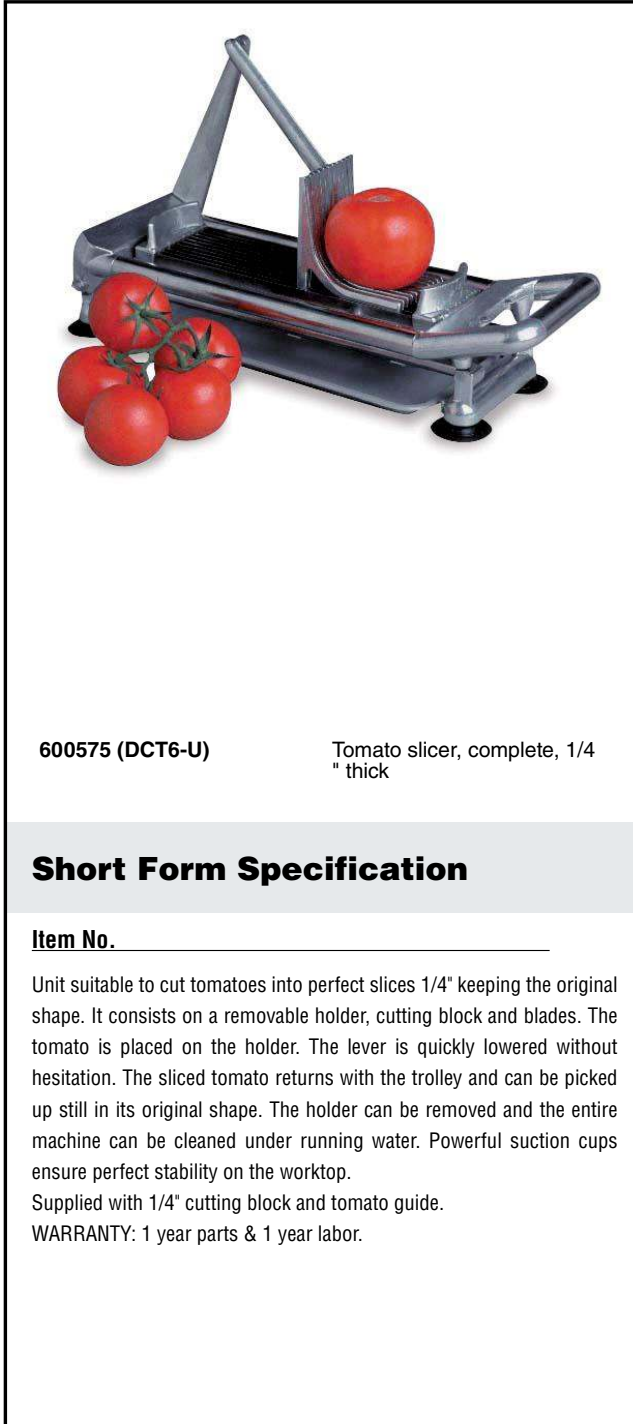 600575 (DCT6-U) Tomato slicer, complete, 1/4
" thick
Short Form Specification
Item No.
Unit suitable to cut tomatoes into perfect slices 1/4" keeping the original
shape. It consists on a removable holder, cutting block and blades. The
tomato is placed on the holder. The lever is quickly lowered without
hesitation. The sliced tomato returns with the trolley and can be picked
up still in its original shape. The holder can be removed and the entire
machine can be cleaned under running water. Powerful suction cups
ensure perfect stability on the worktop.
Supplied with 1/4" cutting block and tomato guide.
WARRANTY: 1 year parts & 1 year labor.